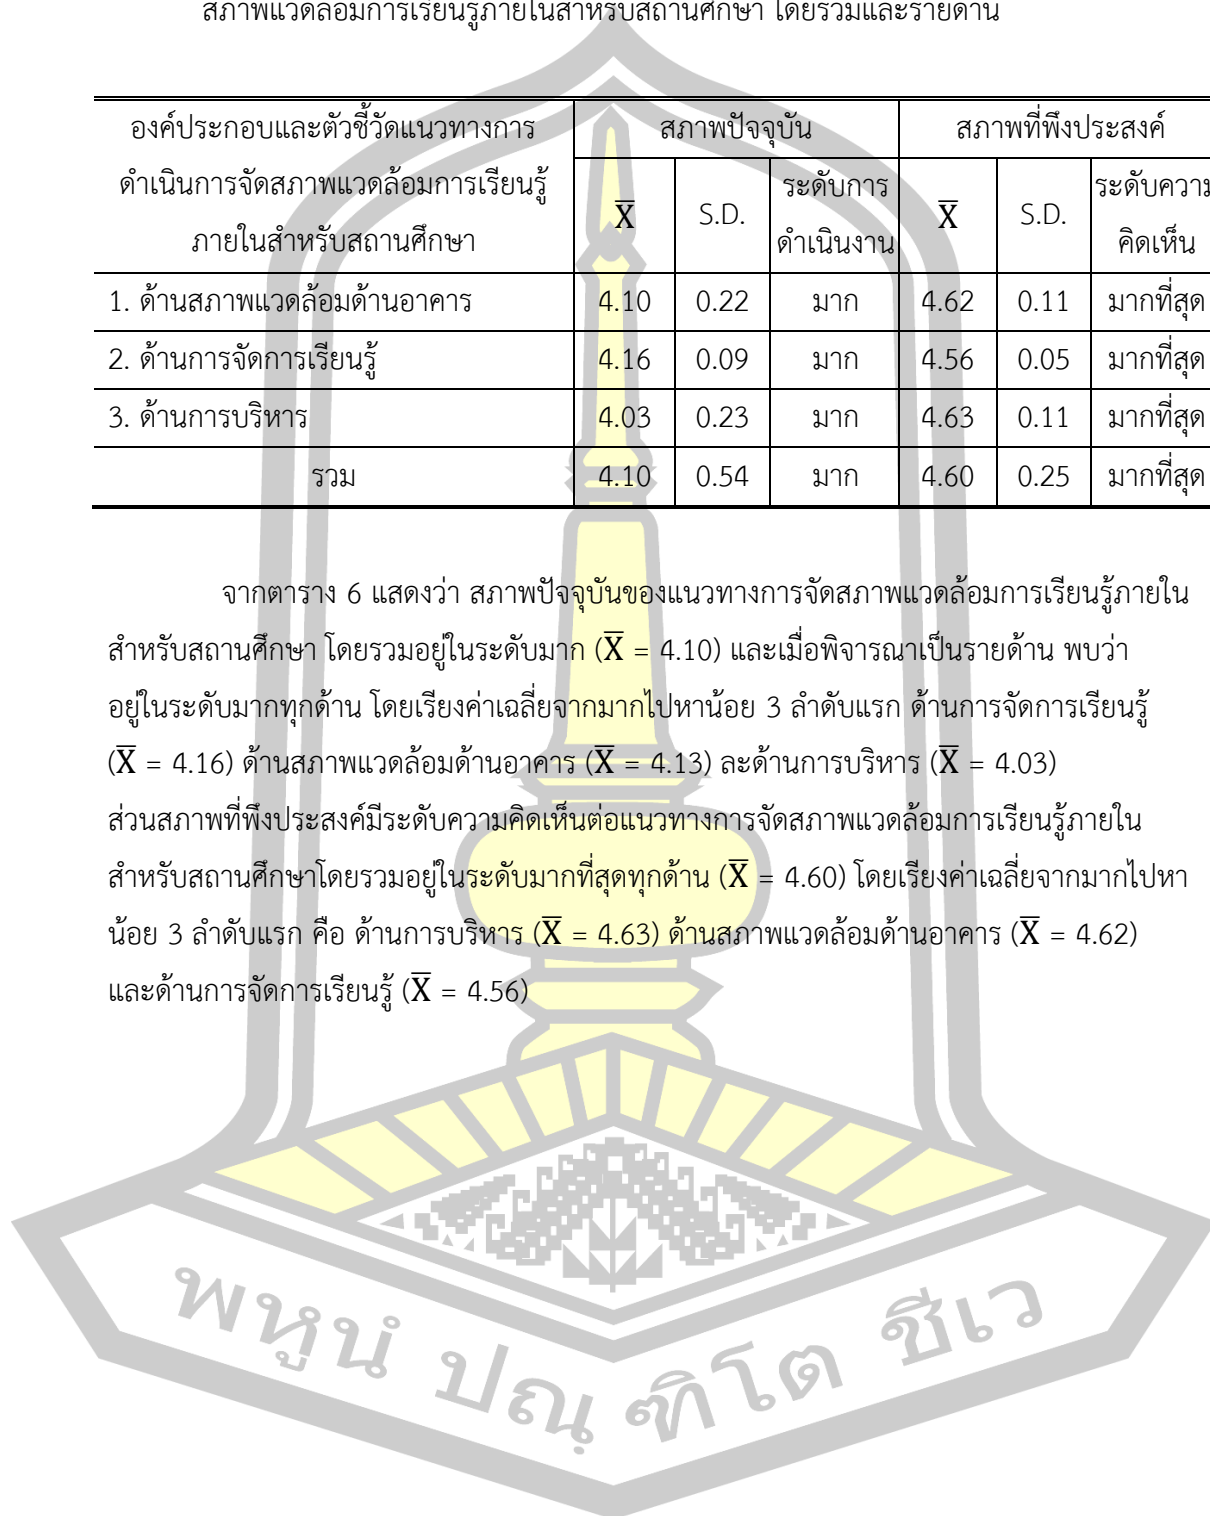 สภาพแวดล้อมการเรียนรู้ภายในสำหรับสถานศึกษา โดยรวมและรายด้าน
องค์ประกอบและตัวชี้วัดแนวทางการ สภาพปัจจุบัน สภาพที่พึงประสงค์
ดำเนินการจัดสภาพแวดล้อมการเรียนรู้ X̅ S.D. ระดับการ X̅ S.D. ระดับความ
ภายในสำหรับสถานศึกษา ดำเนินงาน คิดเห็น
1. ด้านสภาพแวดล้อมด้านอาคาร 4.10 0.22 มาก 4.62 0.11 มากที่สุด
2. ด้านการจัดการเรียนรู้ 4.16 0.09 มาก 4.56 0.05 มากที่สุด
3. ด้านการบริหาร 4.03 0.23 มาก 4.63 0.11 มากที่สุด
รวม 4.10 0.54 มาก 4.60 0.25 มากที่สุด
จากตาราง 6 แสดงว่า สภาพปัจจุบันของแนวทางการจัดสภาพแวดล้อมการเรียนรู้ภายใน
สำหรับสถานศึกษา โดยรวมอยู่ในระดับมาก (X̅ = 4.10) และเมื่อพิจารณาเป็นรายด้าน พบว่า
อยู่ในระดับมากทุกด้าน โดยเรียงค่าเฉลี่ยจากมากไปหาน้อย 3 ลำดับแรก ด้านการจัดการเรียนรู้
(X̅ = 4.16) ด้านสภาพแวดล้อมด้านอาคาร (X̅ = 4.13) ละด้านการบริหาร (X̅ = 4.03)
ส่วนสภาพที่พึงประสงค์มีระดับความคิดเห็นต่อแนวทางการจัดสภาพแวดล้อมการเรียนรู้ภายใน
สำหรับสถานศึกษาโดยรวมอยู่ในระดับมากที่สุดทุกด้าน (X̅ = 4.60) โดยเรียงค่าเฉลี่ยจากมากไปหา
น้อย 3 ลำดับแรก คือ ด้านการบริหาร (X̅ = 4.63) ด้านสภาพแวดล้อมด้านอาคาร (X̅ = 4.62)
และด้านการจัดการเรียนรู้ (X̅ = 4.56)
พหูนํ ปณฺฑิโต ชีเว